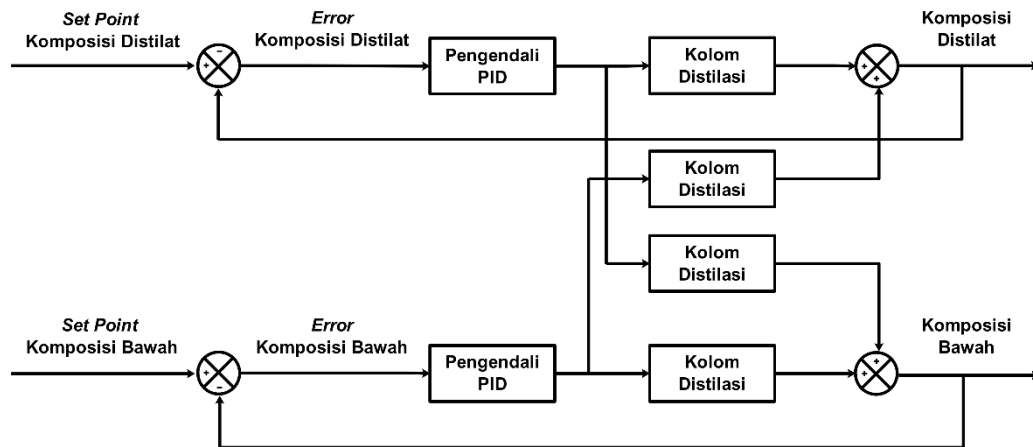 Set Point
Komposisi Distilat
Error
Komposisi Distilat
Pengendali
PID
Kolom
Distilasi
Komposisi
Distilat
−
+
+
+
Kolom
Distilasi
Kolom
Distilasi
Set Point
Komposisi Bawah
Error
Komposisi Bawah
Pengendali
PID
Kolom
Distilasi
Komposisi
Bawah
+
−
+
+